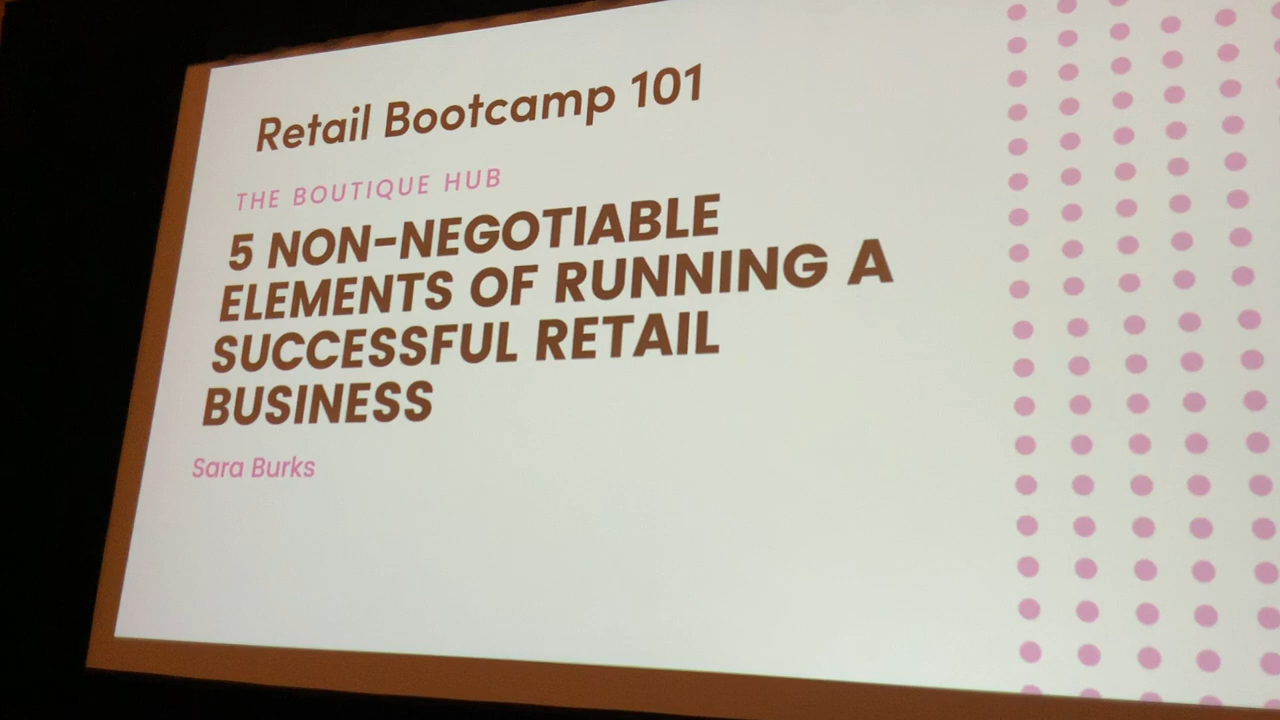 Retail Bootcamp 101
THE BOUTIQUE HUB
5 NON-NEGOTIABLE
ELEMENTS OF RUNNING A
SUCCESSFUL RETAIL
BUSINESS
Sara Burks